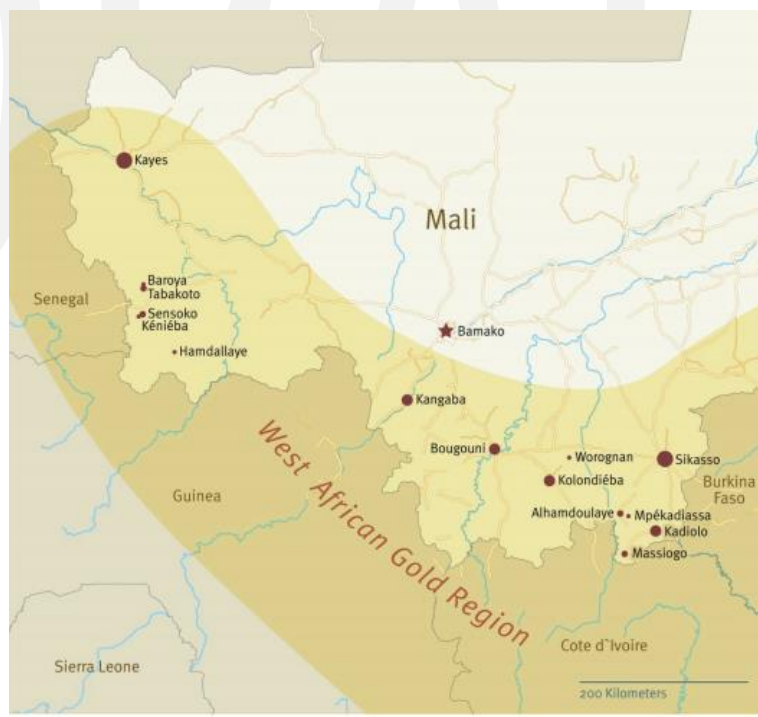 Kayes
Mali
Baroya
Tabakoto
Senegal
Sensoko
Kéniéba
Bamako
Hamdallaye
Kangaba
West African Gold Region
Bougouni
Worognan
Sikasso
Kolondiéba
Burkina
Faso
Guinea
Alhamdoulaye
Mpékadiassa
Kadiolo
Massiogo
Cote d`Ivoire
Sierra Leone
200 Kilometers